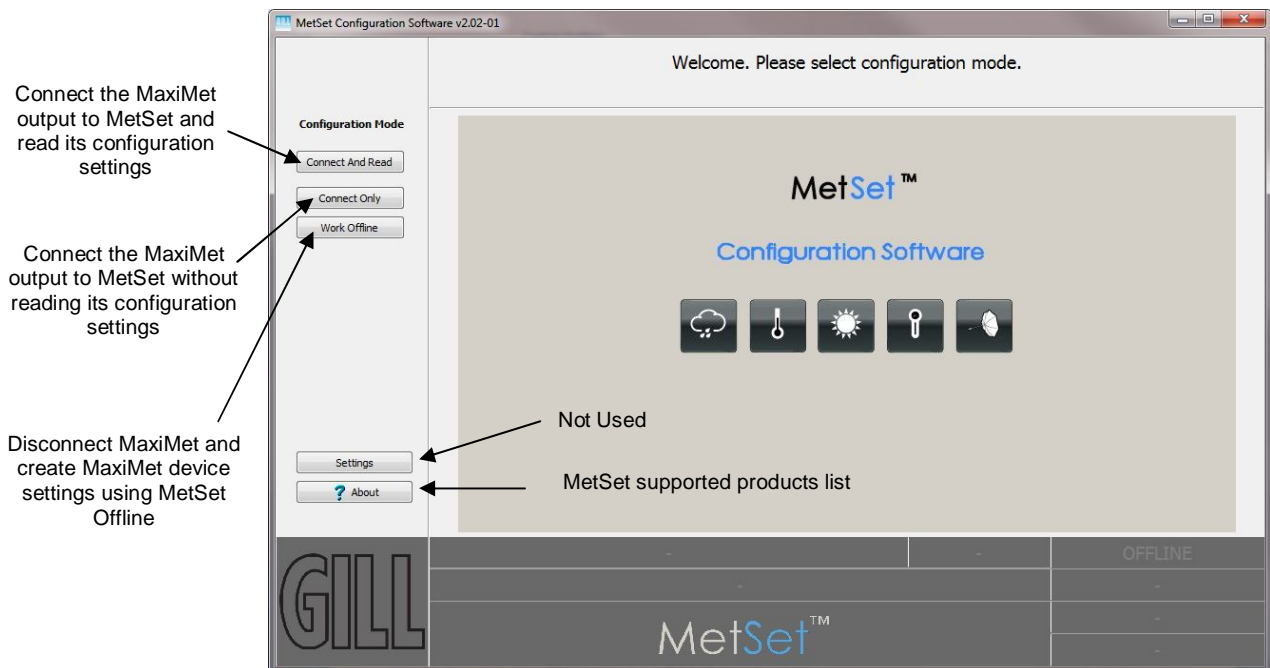 MetSet Configuration Software v2.02-01
Welcome. Please select configuration mode.
Connect the MaxiMet
output to MetSet and
read its configuration
settings
Configuration Mode
Connect And Read
Connect Only
Work Offline
Connect the MaxiMet
output to MetSet without
reading its configuration
settings
Disconnect MaxiMet and
create MaxiMet device
settings using MetSet
Offline
MetSet™
Configuration Software
Not Used
Settings
MetSet supported products list
? About
- - OFFLINE
- -
GILL
MetSet™
-
-